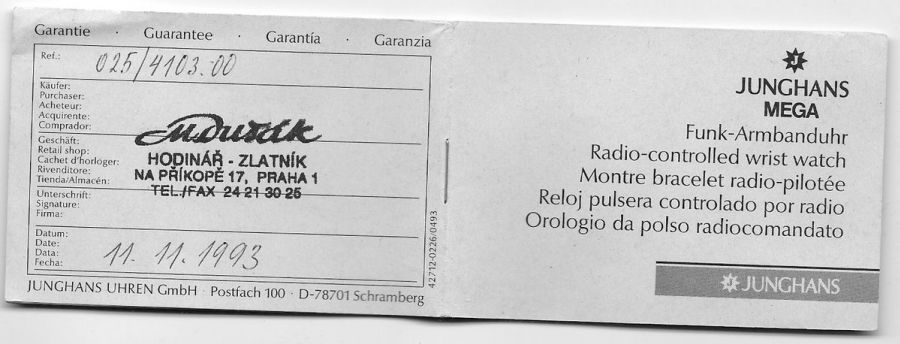 Garantie · Guarantee · Garantía · Garanzia
Ref.: 025/4103.00
Käufer:
Purchaser:
Acheteur:
Acquirente:
Comprador:
M. Dušák
Geschäft:
Retail shop:
Cachet d'horloger:
Rivenditore:
Tienda/Almacén:
HODINÁŘ - ZLATNÍK
NA PŘÍKOPĚ 17, PRAHA 1
TEL./FAX 24 21 30 25
Unterschrift:
Signature:
Firma:
Datum:
Date:
Data:
Fecha:
11. 11. 1993
JUNGHANS UHREN GmbH · Postfach 100 · D-78701 Schramberg
42712-0226/0493
JUNGHANS
MEGA
Funk-Armbanduhr
Radio-controlled wrist watch
Montre bracelet radio-pilotée
Reloj pulsera controlado por radio
Orologio da polso radiocomandato
JUNGHANS